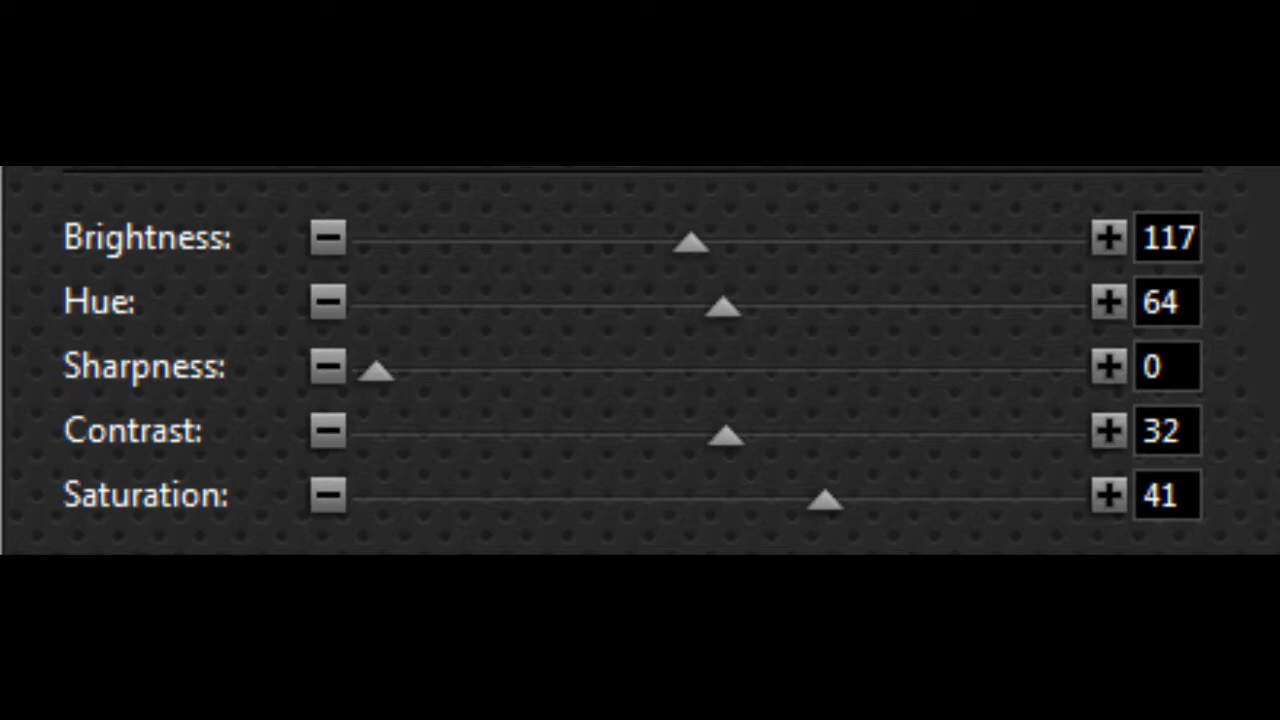 Brightness: 117
Hue: 64
Sharpness: 0
Contrast: 32
Saturation: 41